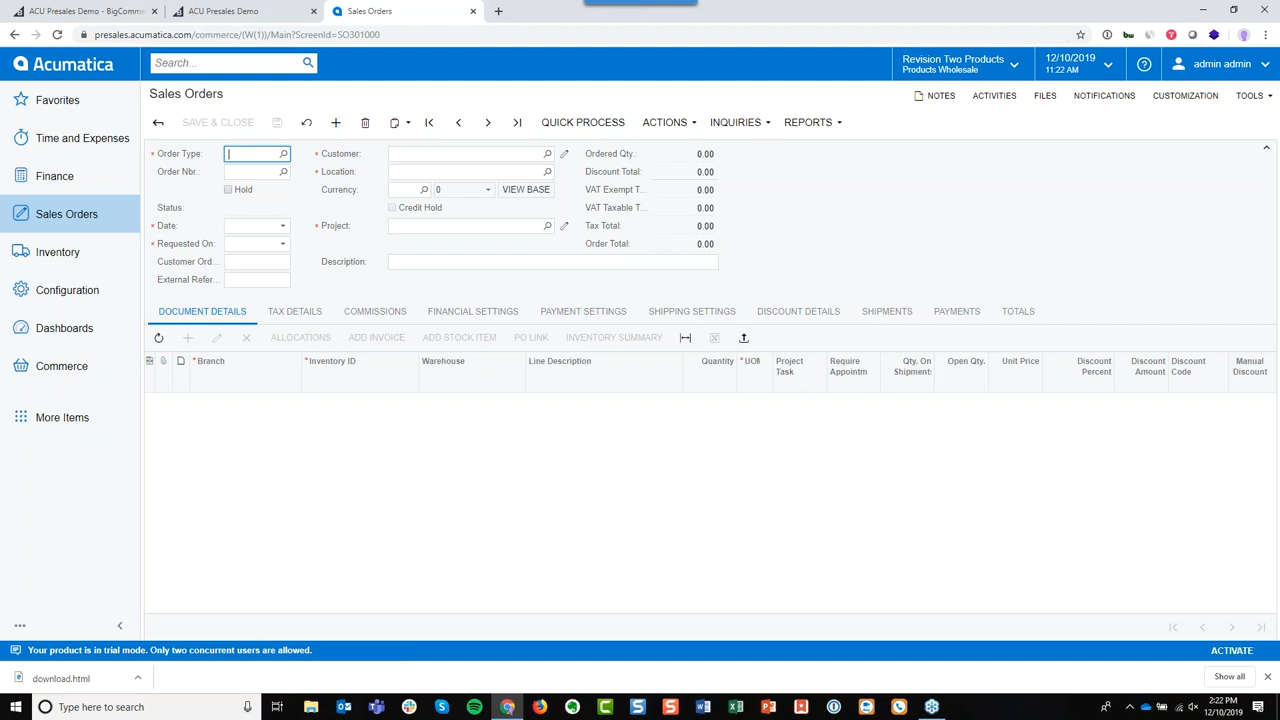 ACU Presales Demo - BigComm
ACU Presales Demo
Sales Orders
presales.acumatica.com/commerce/(W(1))/Main?ScreenId=SO301000
Acumatica
Search...
Revision Two Products
Products Wholesale
12/10/2019
11:22 AM
admin admin
Favorites
Time and Expenses
Finance
Sales Orders
Inventory
Configuration
Dashboards
Commerce
More Items
Sales Orders
NOTES ACTIVITIES FILES NOTIFICATIONS CUSTOMIZATION TOOLS
SAVE & CLOSE QUICK PROCESS ACTIONS INQUIRIES REPORTS
* Order Type: * Customer: Ordered Qty.: 0.00
Order Nbr.: * Location: Discount Total: 0.00
Hold Currency: 0 VIEW BASE VAT Exempt T... 0.00
Status: Credit Hold VAT Taxable T... 0.00
* Date: * Project: Tax Total: 0.00
* Requested On: Order Total: 0.00
Customer Ord... Description:
External Refer...
DOCUMENT DETAILS TAX DETAILS COMMISSIONS FINANCIAL SETTINGS PAYMENT SETTINGS SHIPPING SETTINGS DISCOUNT DETAILS SHIPMENTS PAYMENTS TOTALS
ALLOCATIONS ADD INVOICE ADD STOCK ITEM PO LINK INVENTORY SUMMARY
* Branch * Inventory ID Warehouse Line Description Quantity * UOM Project Task Require Appointm Qty. On Shipments Open Qty. Unit Price Discount Percent Discount Amount Discount Code Manual Discount
Your product is in trial mode. Only two concurrent users are allowed. ACTIVATE
download.html Show all
Type here to search
2:22 PM
12/10/2019